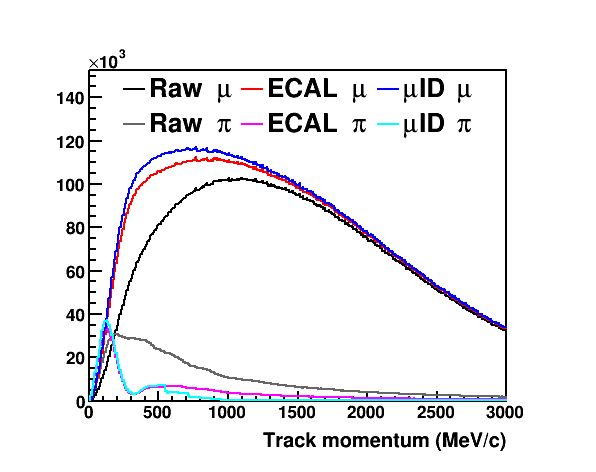 ×10³
Raw μ ECAL μ μID μ
Raw π ECAL π μID π
140
120
100
80
60
40
20
0
0 500 1000 1500 2000 2500 3000
Track momentum (MeV/c)